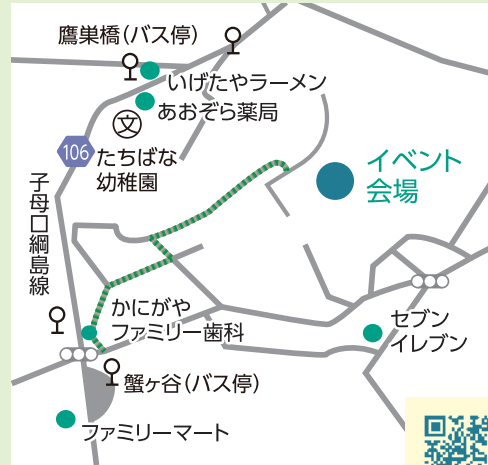 鷹巣橋（バス停）
いげたやラーメン
あおぞら薬局
文
106
たちばな
幼稚園
イベント
会場
子母口綱島線
かにがや
ファミリー歯科
セブン
イレブン
蟹ヶ谷（バス停）
ファミリーマート